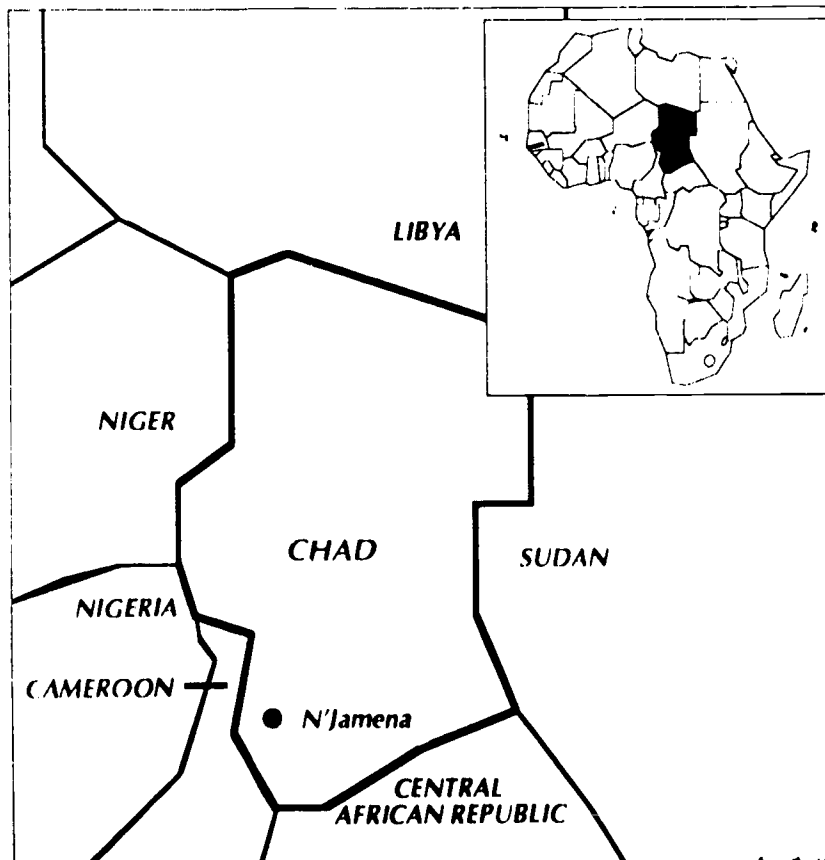 LIBYA
NIGER
CHAD
SUDAN
NIGERIA
CAMEROON
N'Jamena
CENTRAL
AFRICAN REPUBLIC